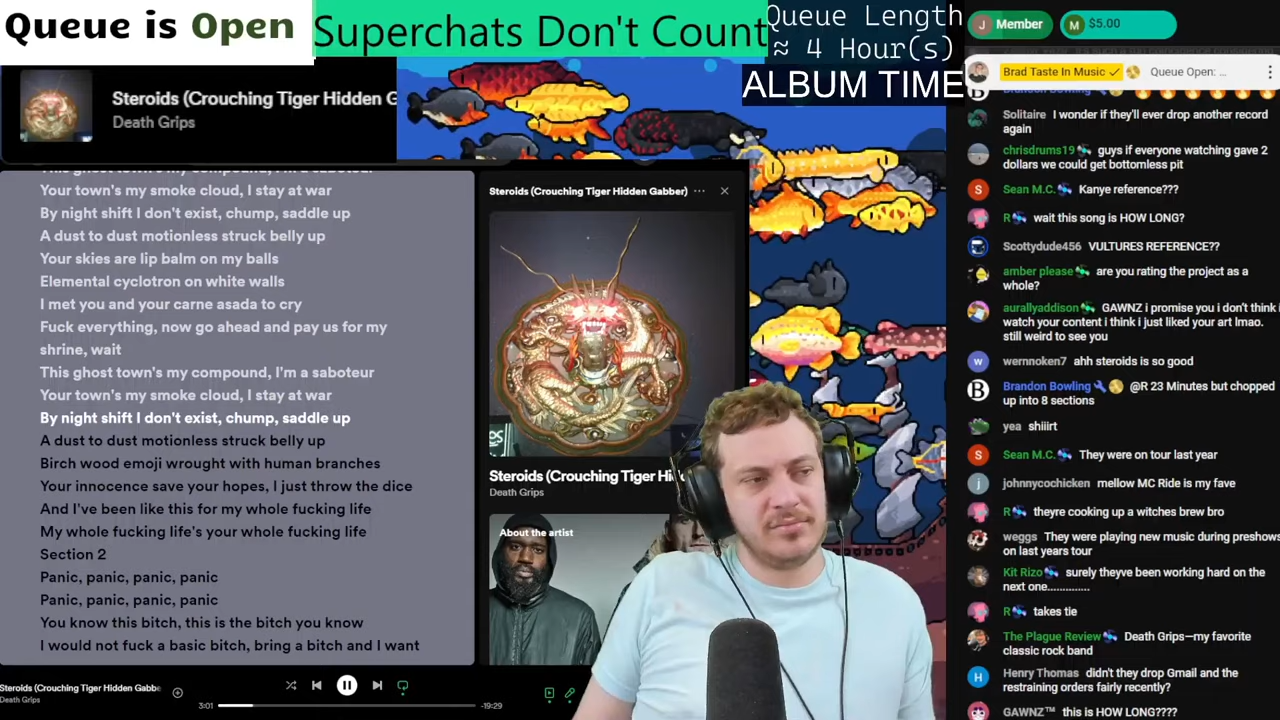 Queue is Open
Superchats Don't Count
Queue Length
≈ 4 Hour(s)
ALBUM TIME
Steroids (Crouching Tiger Hidden G
Death Grips
Your town's my smoke cloud, I stay at war
By night shift I don't exist, chump, saddle up
A dust to dust motionless struck belly up
Your skies are lip balm on my balls
Elemental cyclotron on white walls
I met you and your carne asada to cry
Fuck everything, now go ahead and pay us for my
shrine, wait
This ghost town's my compound, I'm a saboteur
Your town's my smoke cloud, I stay at war
By night shift I don't exist, chump, saddle up
A dust to dust motionless struck belly up
Birch wood emoji wrought with human branches
Your innocence save your hopes, I just throw the dice
And I've been like this for my whole fucking life
My whole fucking life's your whole fucking life
Section 2
Panic, panic, panic, panic
Panic, panic, panic, panic
You know this bitch, this is the bitch you know
I would not fuck a basic bitch, bring a bitch and I want
Steroids (Crouching Tiger Hidden Gabber)
Steroids (Crouching Tiger Hid
Death Grips
About the artist
Steroids (Crouching Tiger Hidden Gabbe
Death Grips
3:01
-19:29
J Member
M $5.00
Brad Taste In Music
Queue Open: ...
Brandon Bowling
Solitaire I wonder if they'll ever drop another record
again
chrisdrums19 guys if everyone watching gave 2
dollars we could get bottomless pit
S Sean M.C. Kanye reference???
R wait this song is HOW LONG?
Scottydude456 VULTURES REFERENCE??
amber please are you rating the project as a
whole?
aurallyaddison GAWNZ i promise you i don't think i
watch your content i think i just liked your art lmao.
still weird to see you
w wernnoken7 ahh steroids is so good
B Brandon Bowling @R 23 Minutes but chopped
up into 8 sections
yea shiiirt
S Sean M.C. They were on tour last year
j johnnycochicken mellow MC Ride is my fave
R theyre cooking up a witches brew bro
weggs They were playing new music during preshows
on last years tour
Kit Rizo surely theyve been working hard on the
next one..............
R takes tie
The Plague Review Death Grips—my favorite
classic rock band
H Henry Thomas didn't they drop Gmail and the
restraining orders fairly recently?
GAWNZ™ this is HOW LONG????